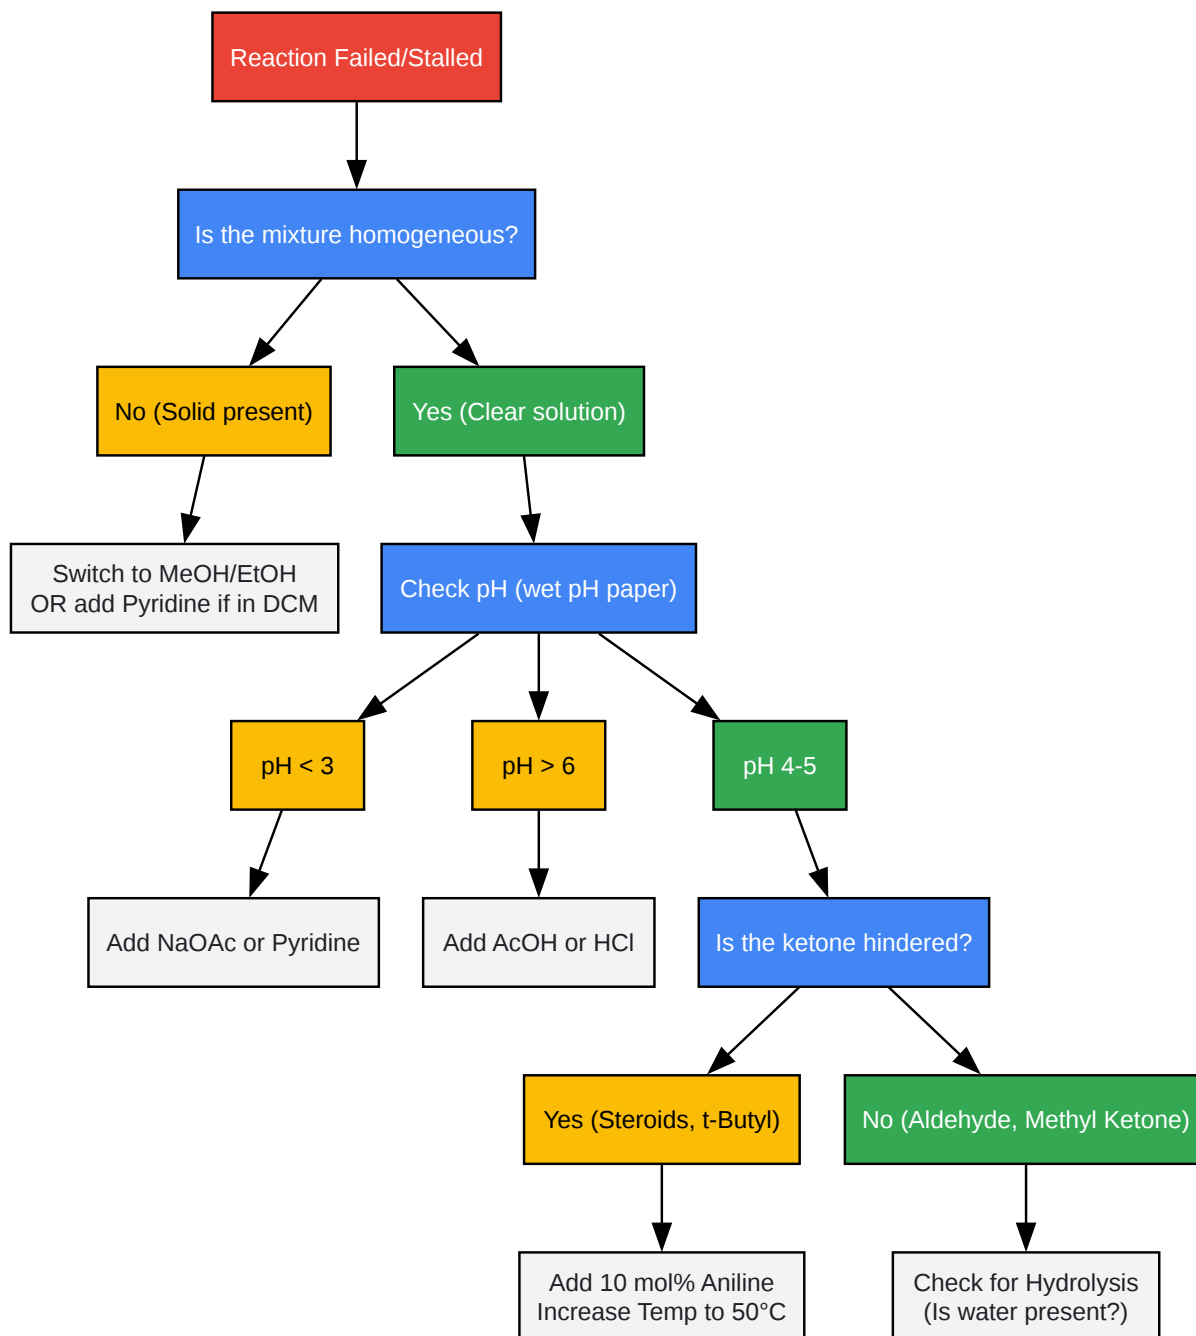 Reaction Failed/Stalled
Is the mixture homogeneous?
No (Solid present)
Yes (Clear solution)
Switch to MeOH/EtOH
OR add Pyridine if in DCM
Check pH (wet pH paper)
pH < 3
pH > 6
pH 4-5
Add NaOAc or Pyridine
Add AcOH or HCl
Is the ketone hindered?
Yes (Steroids, t-Butyl)
No (Aldehyde, Methyl Ketone)
Add 10 mol% Aniline
Increase Temp to 50°C
Check for Hydrolysis
(Is water present?)